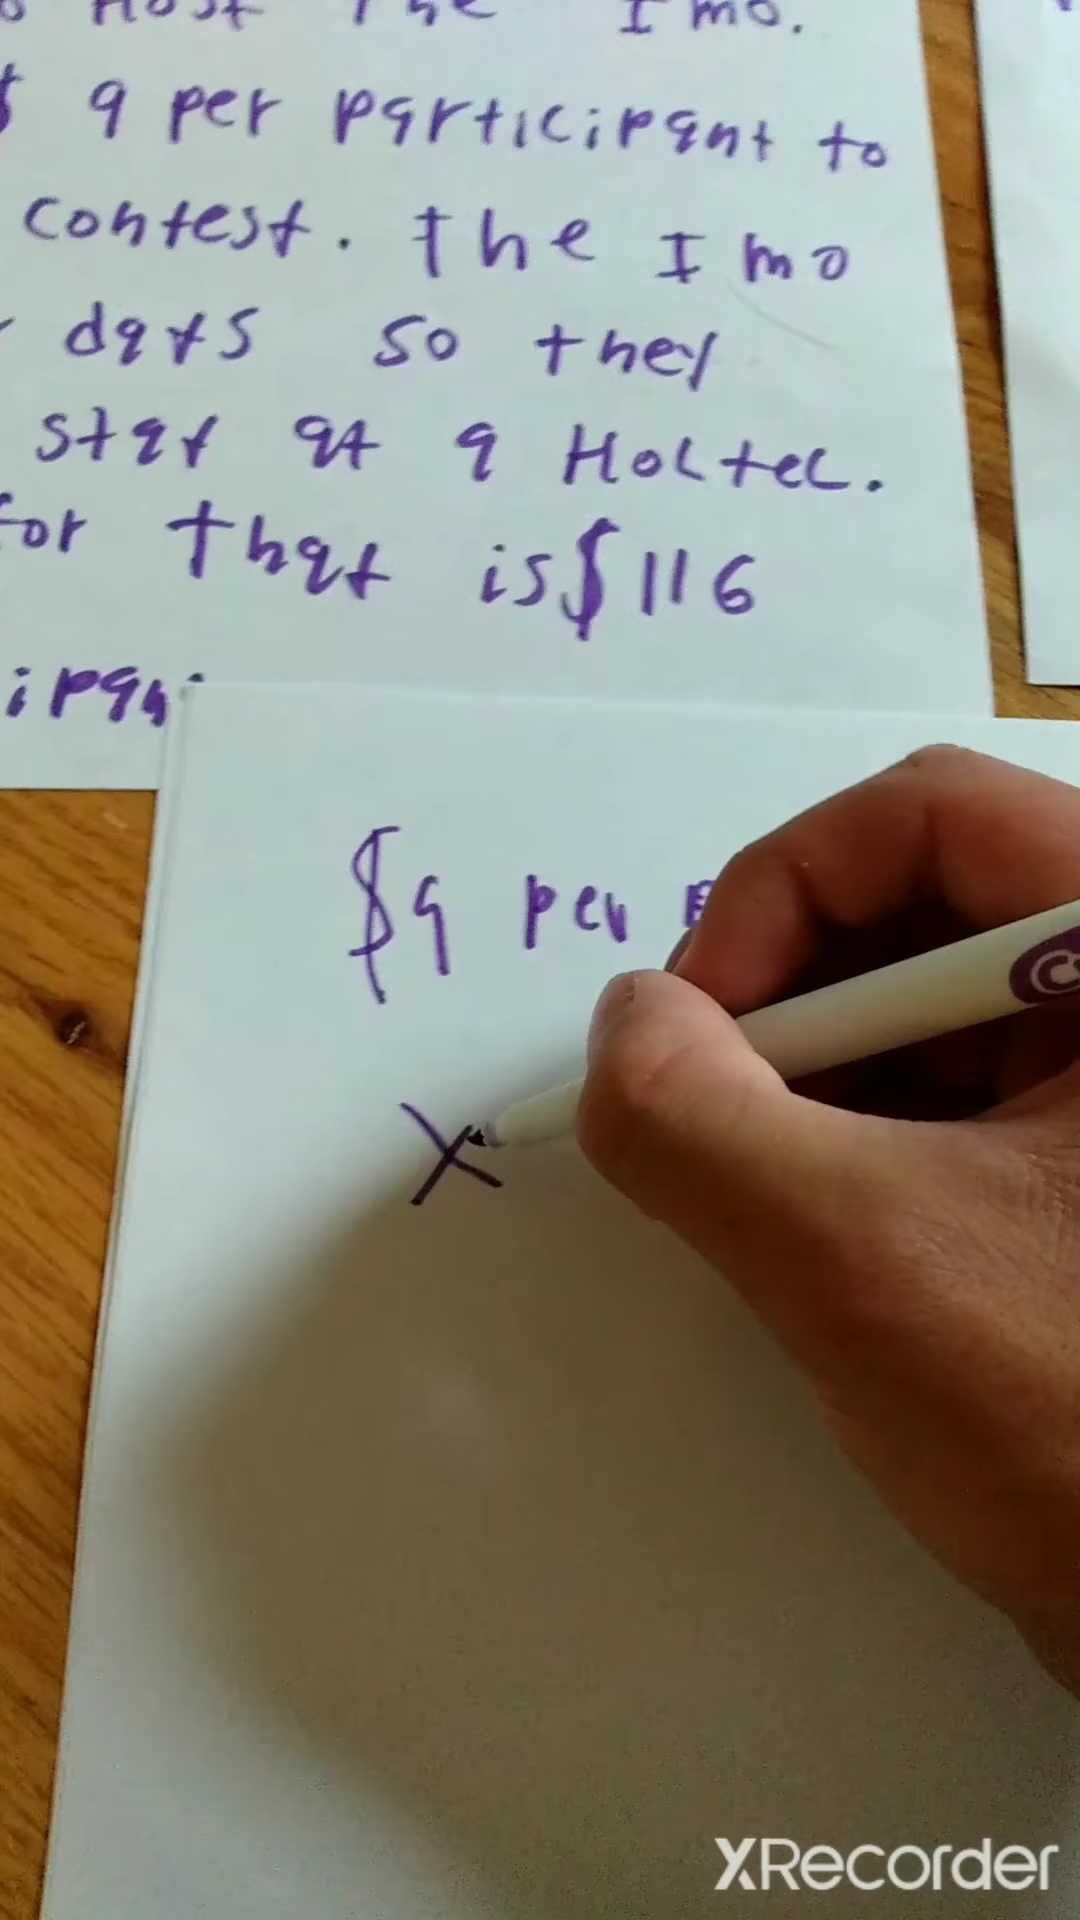 Host The Imo.
$ 9 per participant to
contest. The Imo
days so they
stay at a Holtel.
for that is $116
$9 per
X
XRecorder